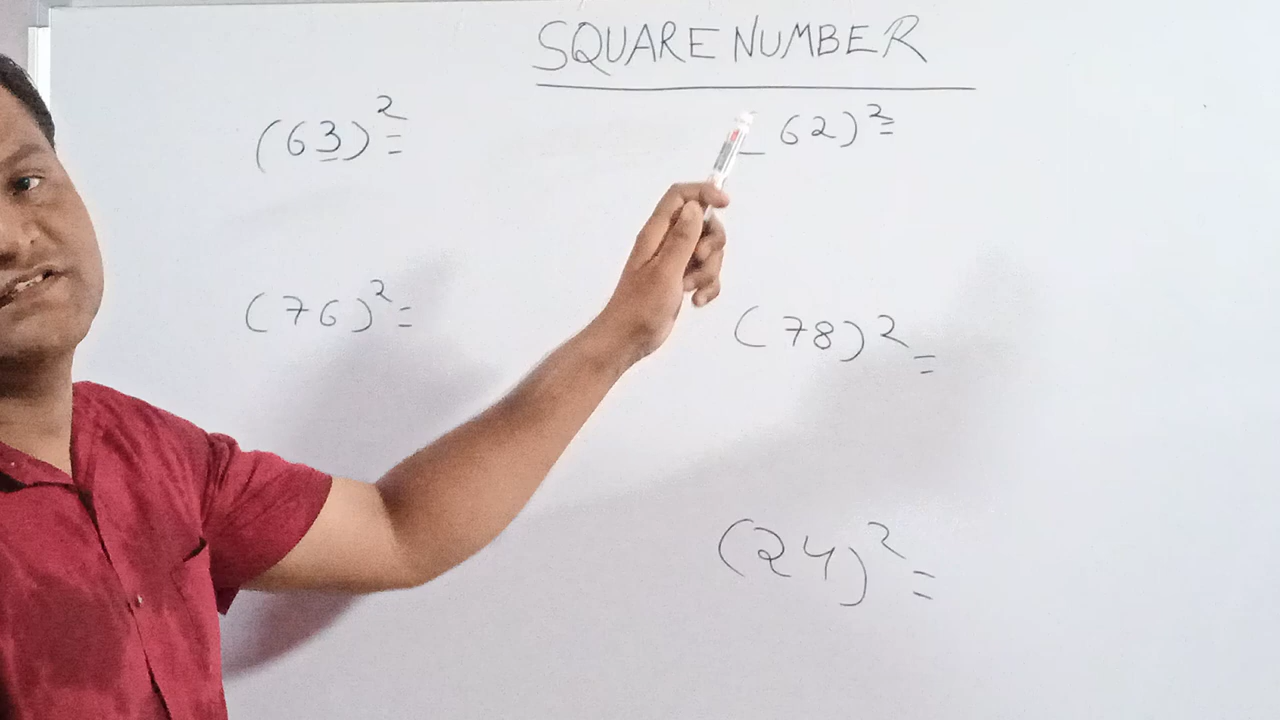 SQUARE NUMBER
(63)²= 62)²=
(76)²= (78)²=
(24)²=